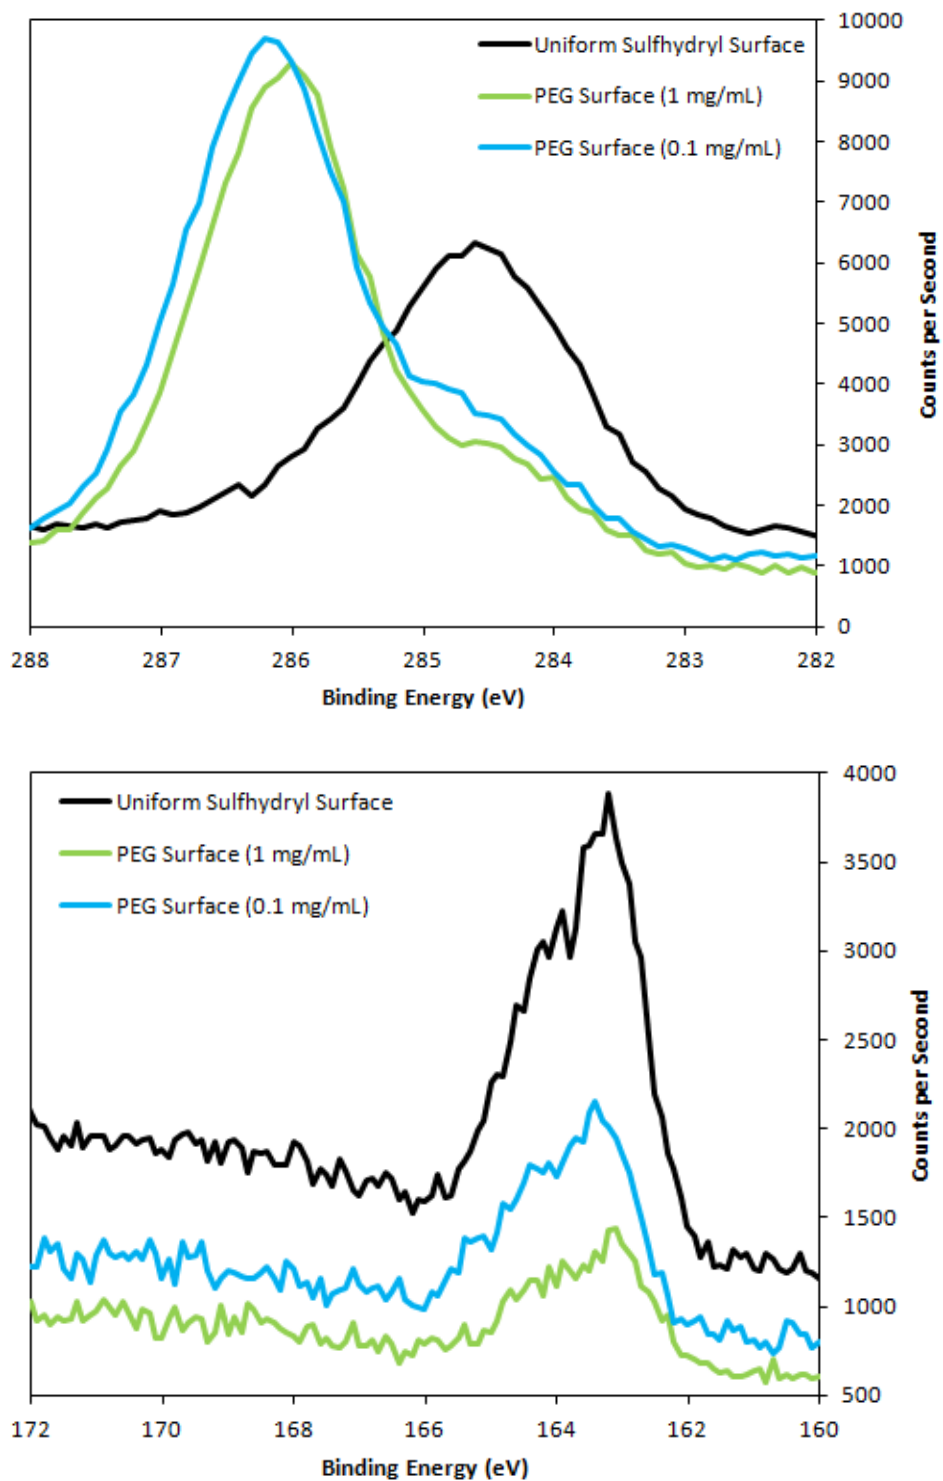 10000
Uniform Sulfhydryl Surface
9000
PEG Surface (1 mg/mL)
8000
PEG Surface (0.1 mg/mL)
7000
6000
5000
4000
3000
2000
1000
0
Counts per Second
288 287 286 285 284 283 282
Binding Energy (eV)
4000
Uniform Sulfhydryl Surface
3500
PEG Surface (1 mg/mL)
PEG Surface (0.1 mg/mL)
3000
2500
2000
1500
1000
500
Counts per Second
172 170 168 166 164 162 160
Binding Energy (eV)